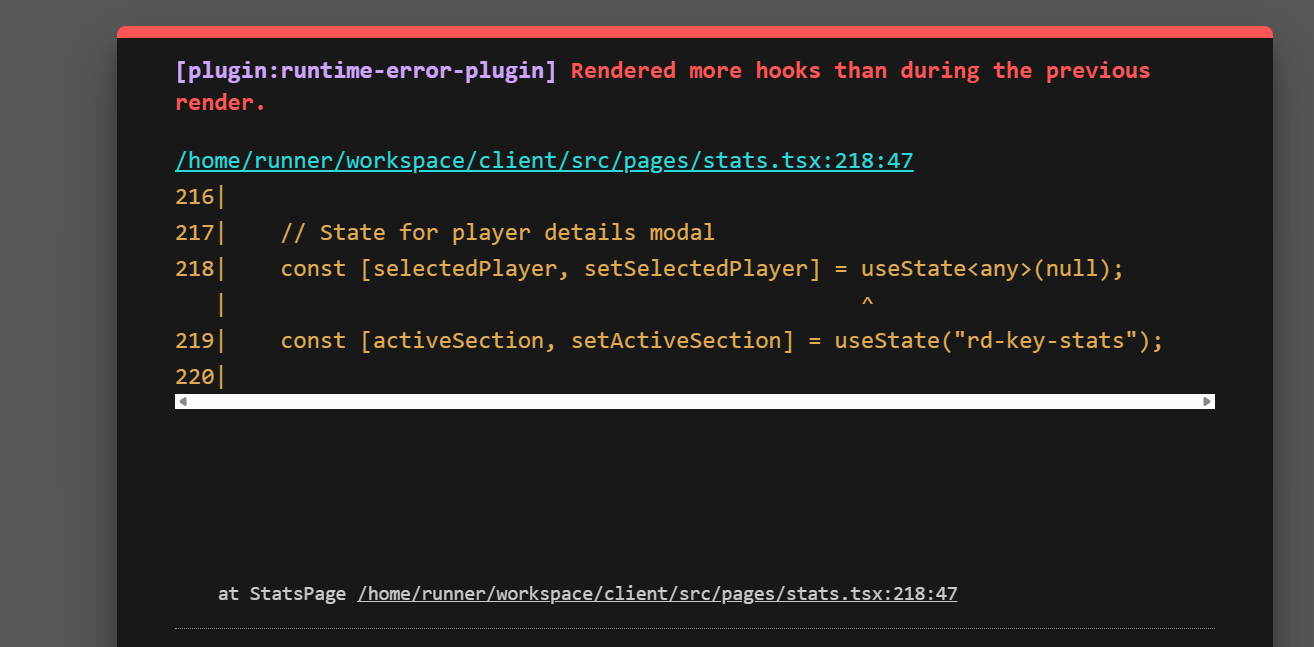 [plugin:runtime-error-plugin] Rendered more hooks than during the previous
render.
/home/runner/workspace/client/src/pages/stats.tsx:218:47
216|
217|    // State for player details modal
218|    const [selectedPlayer, setSelectedPlayer] = useState<any>(null);
   |                                                ^
219|    const [activeSection, setActiveSection] = useState("rd-key-stats");
220|
at StatsPage /home/runner/workspace/client/src/pages/stats.tsx:218:47